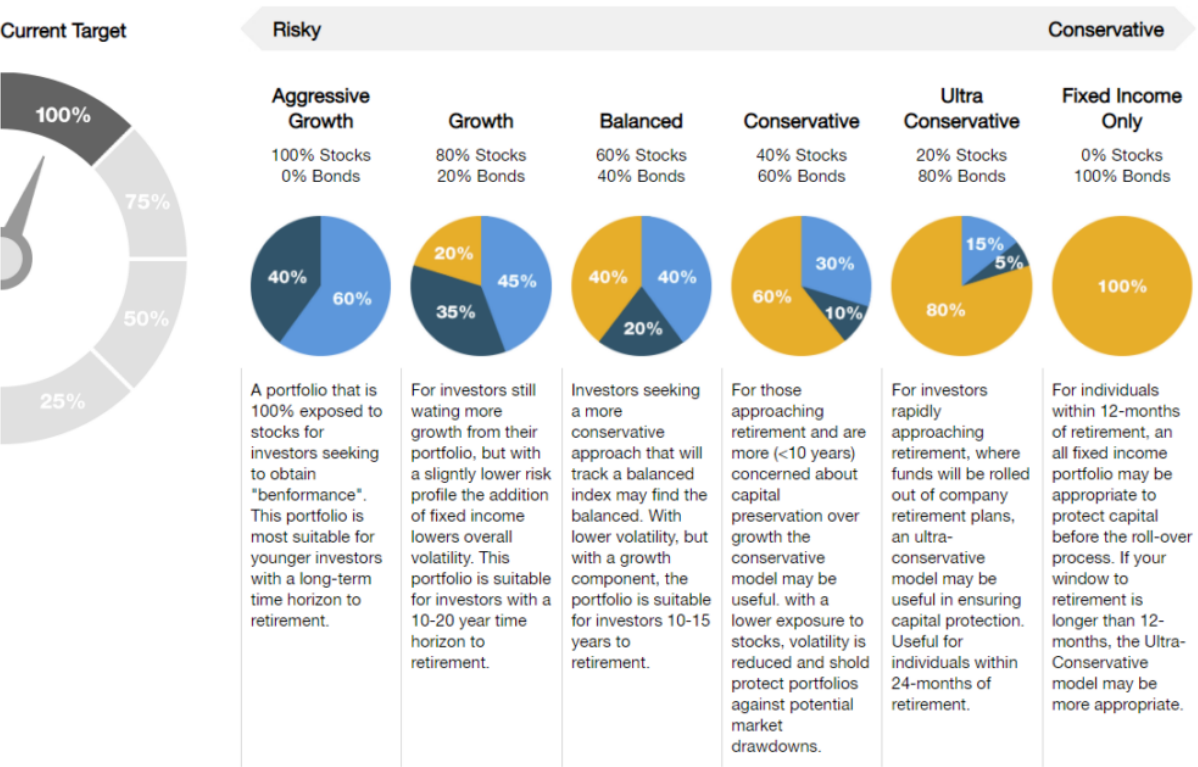 Current Target
100%
75%
50%
25%
Risky
Conservative
Aggressive
Growth
100% Stocks
0% Bonds
40%
60%
A portfolio that is
100% exposed to
stocks for
investors seeking
to obtain
"benformance".
This portfolio is
most suitable for
younger investors
with a long-term
time horizon to
retirement.
Growth
80% Stocks
20% Bonds
20%
45%
35%
For investors still
wating more
growth from their
portfolio, but with
a sligntly lower risk
profile the addition
of fixed income
lowers overall
volatility. This
portfolio is suitable
for investors with a
10-20 year time
horizon to
retirement.
Balanced
60% Stocks
40% Bonds
40%
40%
20%
Investors seeking
a more
conservative
approach that will
track a balanced
index may find the
balanced. With
lower volatility, but
with a growth
component, the
portfolio is suitable
for investors 10-15
years to
retirement.
Conservative
40% Stocks
60% Bonds
30%
60%
10%
For those
approaching
retirement and are
more (<10 years)
concerned about
capital
preservation over
growth the
conservative
model may be
useful. with a
lower exposure to
stocks, volatility is
reduced and shold
protect portfolios
against potential
market
drawdowns.
Ultra
Conservative
20% Stocks
80% Bonds
15%
5%
80%
For investors
rapidly
approaching
retirement, where
funds will be rolled
out of company
retirement plans,
an ultra-
conservative
model may be
useful in ensuring
capital protection.
Useful for
individuals within
24-months of
retirement.
Fixed Income
Only
0% Stocks
100% Bonds
100%
For individuals
within 12-months
of retirement, an
all fixed income
portfolio may be
appropriate to
protect capital
before the roll-over
process. If your
window to
retirement is
longer than 12-
months, the Ultra-
Conservative
model may be
more appropriate.